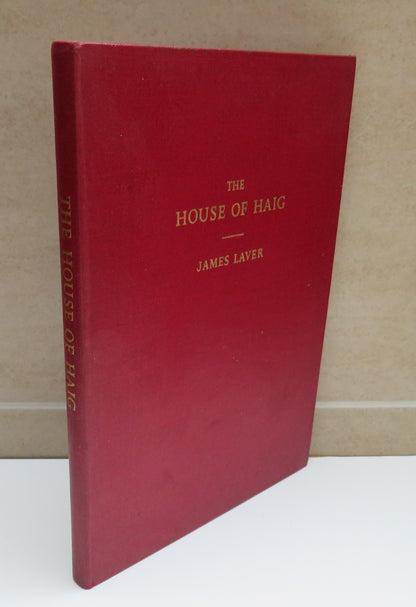 THE
HOUSE OF HAIG
JAMES LAVER
THE HOUSE OF HAIG